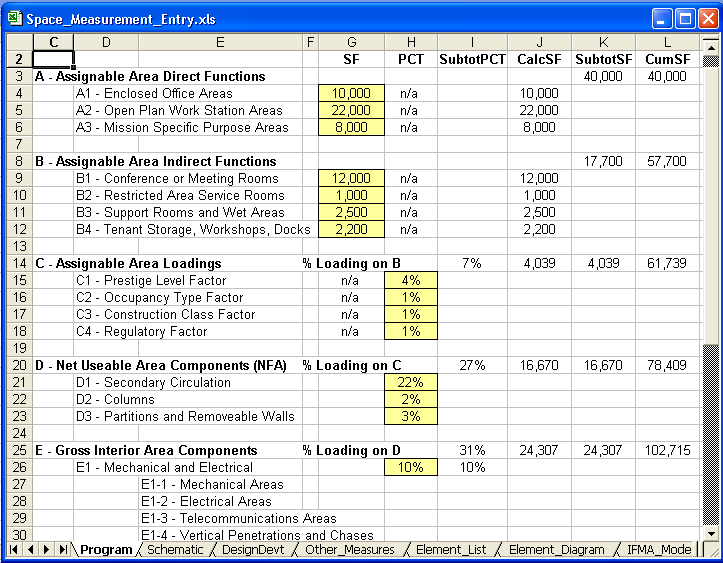 Space_Measurement_Entry.xls
C D E F G H I J K L
2 SF PCT SubtotPCT CalcSF SubtotSF CumSF
3 A - Assignable Area Direct Functions 40,000 40,000
4 A1 - Enclosed Office Areas 10,000 n/a 10,000
5 A2 - Open Plan Work Station Areas 22,000 n/a 22,000
6 A3 - Mission Specific Purpose Areas 8,000 n/a 8,000
7
8 B - Assignable Area Indirect Functions 17,700 57,700
9 B1 - Conference or Meeting Rooms 12,000 n/a 12,000
10 B2 - Restricted Area Service Rooms 1,000 n/a 1,000
11 B3 - Support Rooms and Wet Areas 2,500 n/a 2,500
12 B4 - Tenant Storage, Workshops, Docks 2,200 n/a 2,200
13
14 C - Assignable Area Loadings % Loading on B 7% 4,039 4,039 61,739
15 C1 - Prestige Level Factor n/a 4%
16 C2 - Occupancy Type Factor n/a 1%
17 C3 - Construction Class Factor n/a 1%
18 C4 - Regulatory Factor n/a 1%
19
20 D - Net Useable Area Components (NFA) % Loading on C 27% 16,670 16,670 78,409
21 D1 - Secondary Circulation 22%
22 D2 - Columns 2%
23 D3 - Partitions and Removeable Walls 3%
24
25 E - Gross Interior Area Components % Loading on D 31% 24,307 24,307 102,715
26 E1 - Mechanical and Electrical 10% 10%
27 E1-1 - Mechanical Areas
28 E1-2 - Electrical Areas
29 E1-3 - Telecommunications Areas
30 E1-4 - Vertical Penetrations and Chases
Program Schematic DesignDevt Other_Measures Element_List Element_Diagram IFMA_Mode